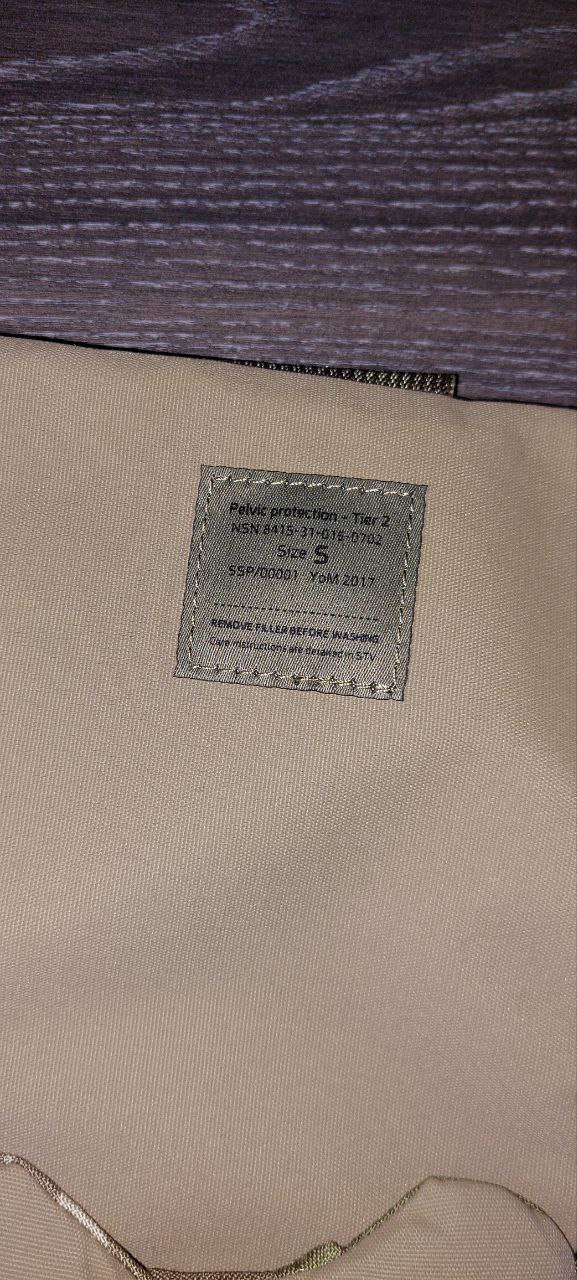 Pelvic protection - Tier 2
NSN 8415-31-016-0702
Size S
SSP/00001 YoM 2017
REMOVE FILLER BEFORE WASHING
Care instructions are detailed in STV